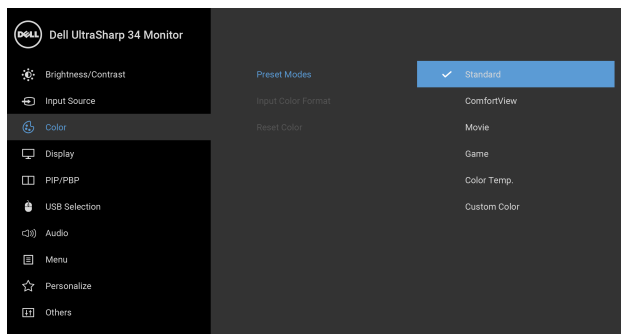 DELL Dell UltraSharp 34 Monitor
Brightness/Contrast
Input Source
Color
Display
PIP/PBP
USB Selection
Audio
Menu
Personalize
Others
Preset Modes
Input Color Format
Reset Color
Standard
ComfortView
Movie
Game
Color Temp.
Custom Color